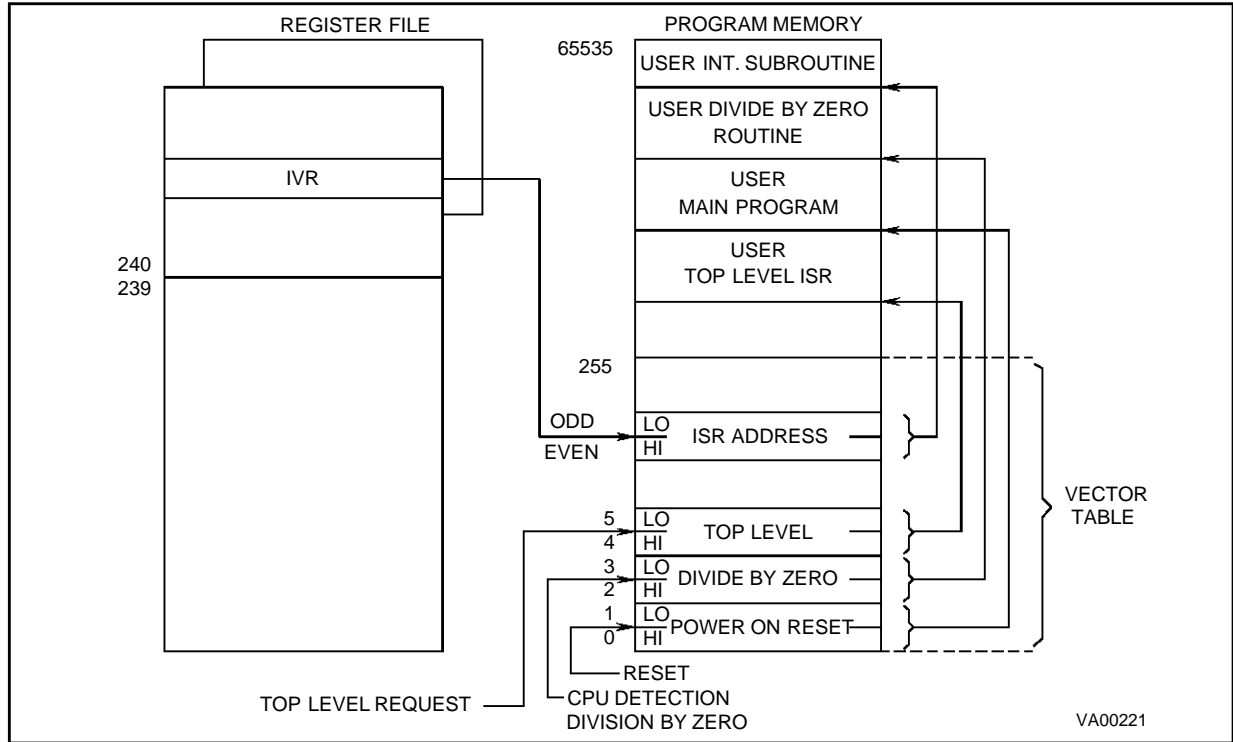 REGISTER FILE
PROGRAM MEMORY
65535
USER INT. SUBROUTINE
USER DIVIDE BY ZERO
ROUTINE
IVR
USER
MAIN PROGRAM
USER
TOP LEVEL ISR
240
239
255
ODD
EVEN
LO
HI
ISR ADDRESS
VECTOR
TABLE
5
4
LO
HI
TOP LEVEL
3
2
LO
HI
DIVIDE BY ZERO
1
0
LO
HI
POWER ON RESET
RESET
TOP LEVEL REQUEST
CPU DETECTION
DIVISION BY ZERO
VA00221